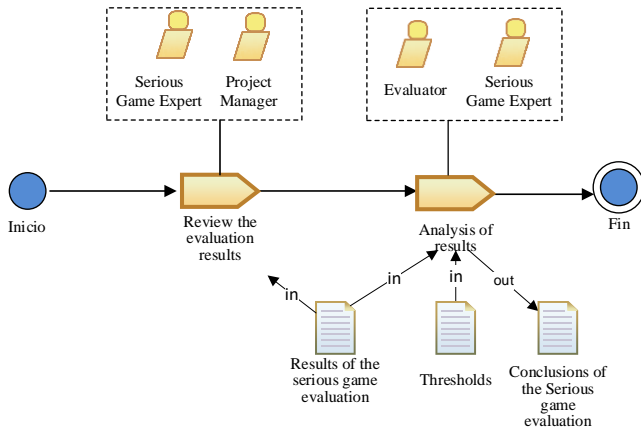 Serious
Game Expert
Project
Manager
Evaluator
Serious
Game Expert
Inicio
Review the
evaluation
results
Analysis of
results
Fin
in
in
in
out
Results of the
serious game
evaluation
Thresholds
Conclusions of
the Serious
game
evaluation